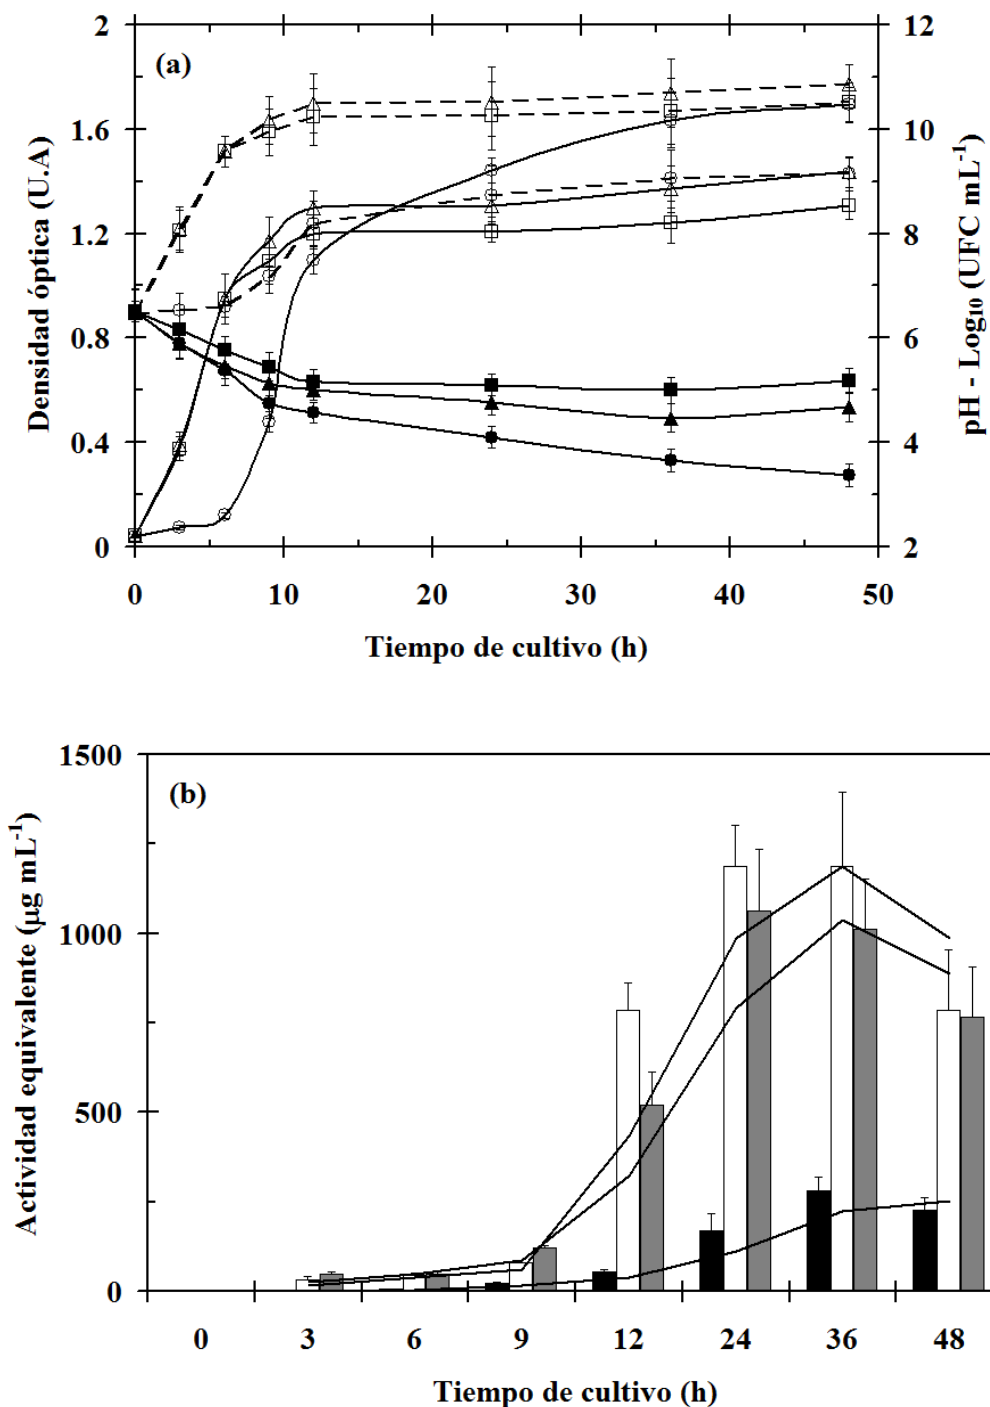 (a)
Densidad óptica (U.A)
2
1.6
1.2
0.8
0.4
0
12
10
8
6
4
2
pH - Log₁₀ (UFC mL⁻¹)
0 10 20 30 40 50
Tiempo de cultivo (h)
(b)
Actividad equivalente (µg mL⁻¹)
1500
1000
500
0
0 3 6 9 12 24 36 48
Tiempo de cultivo (h)